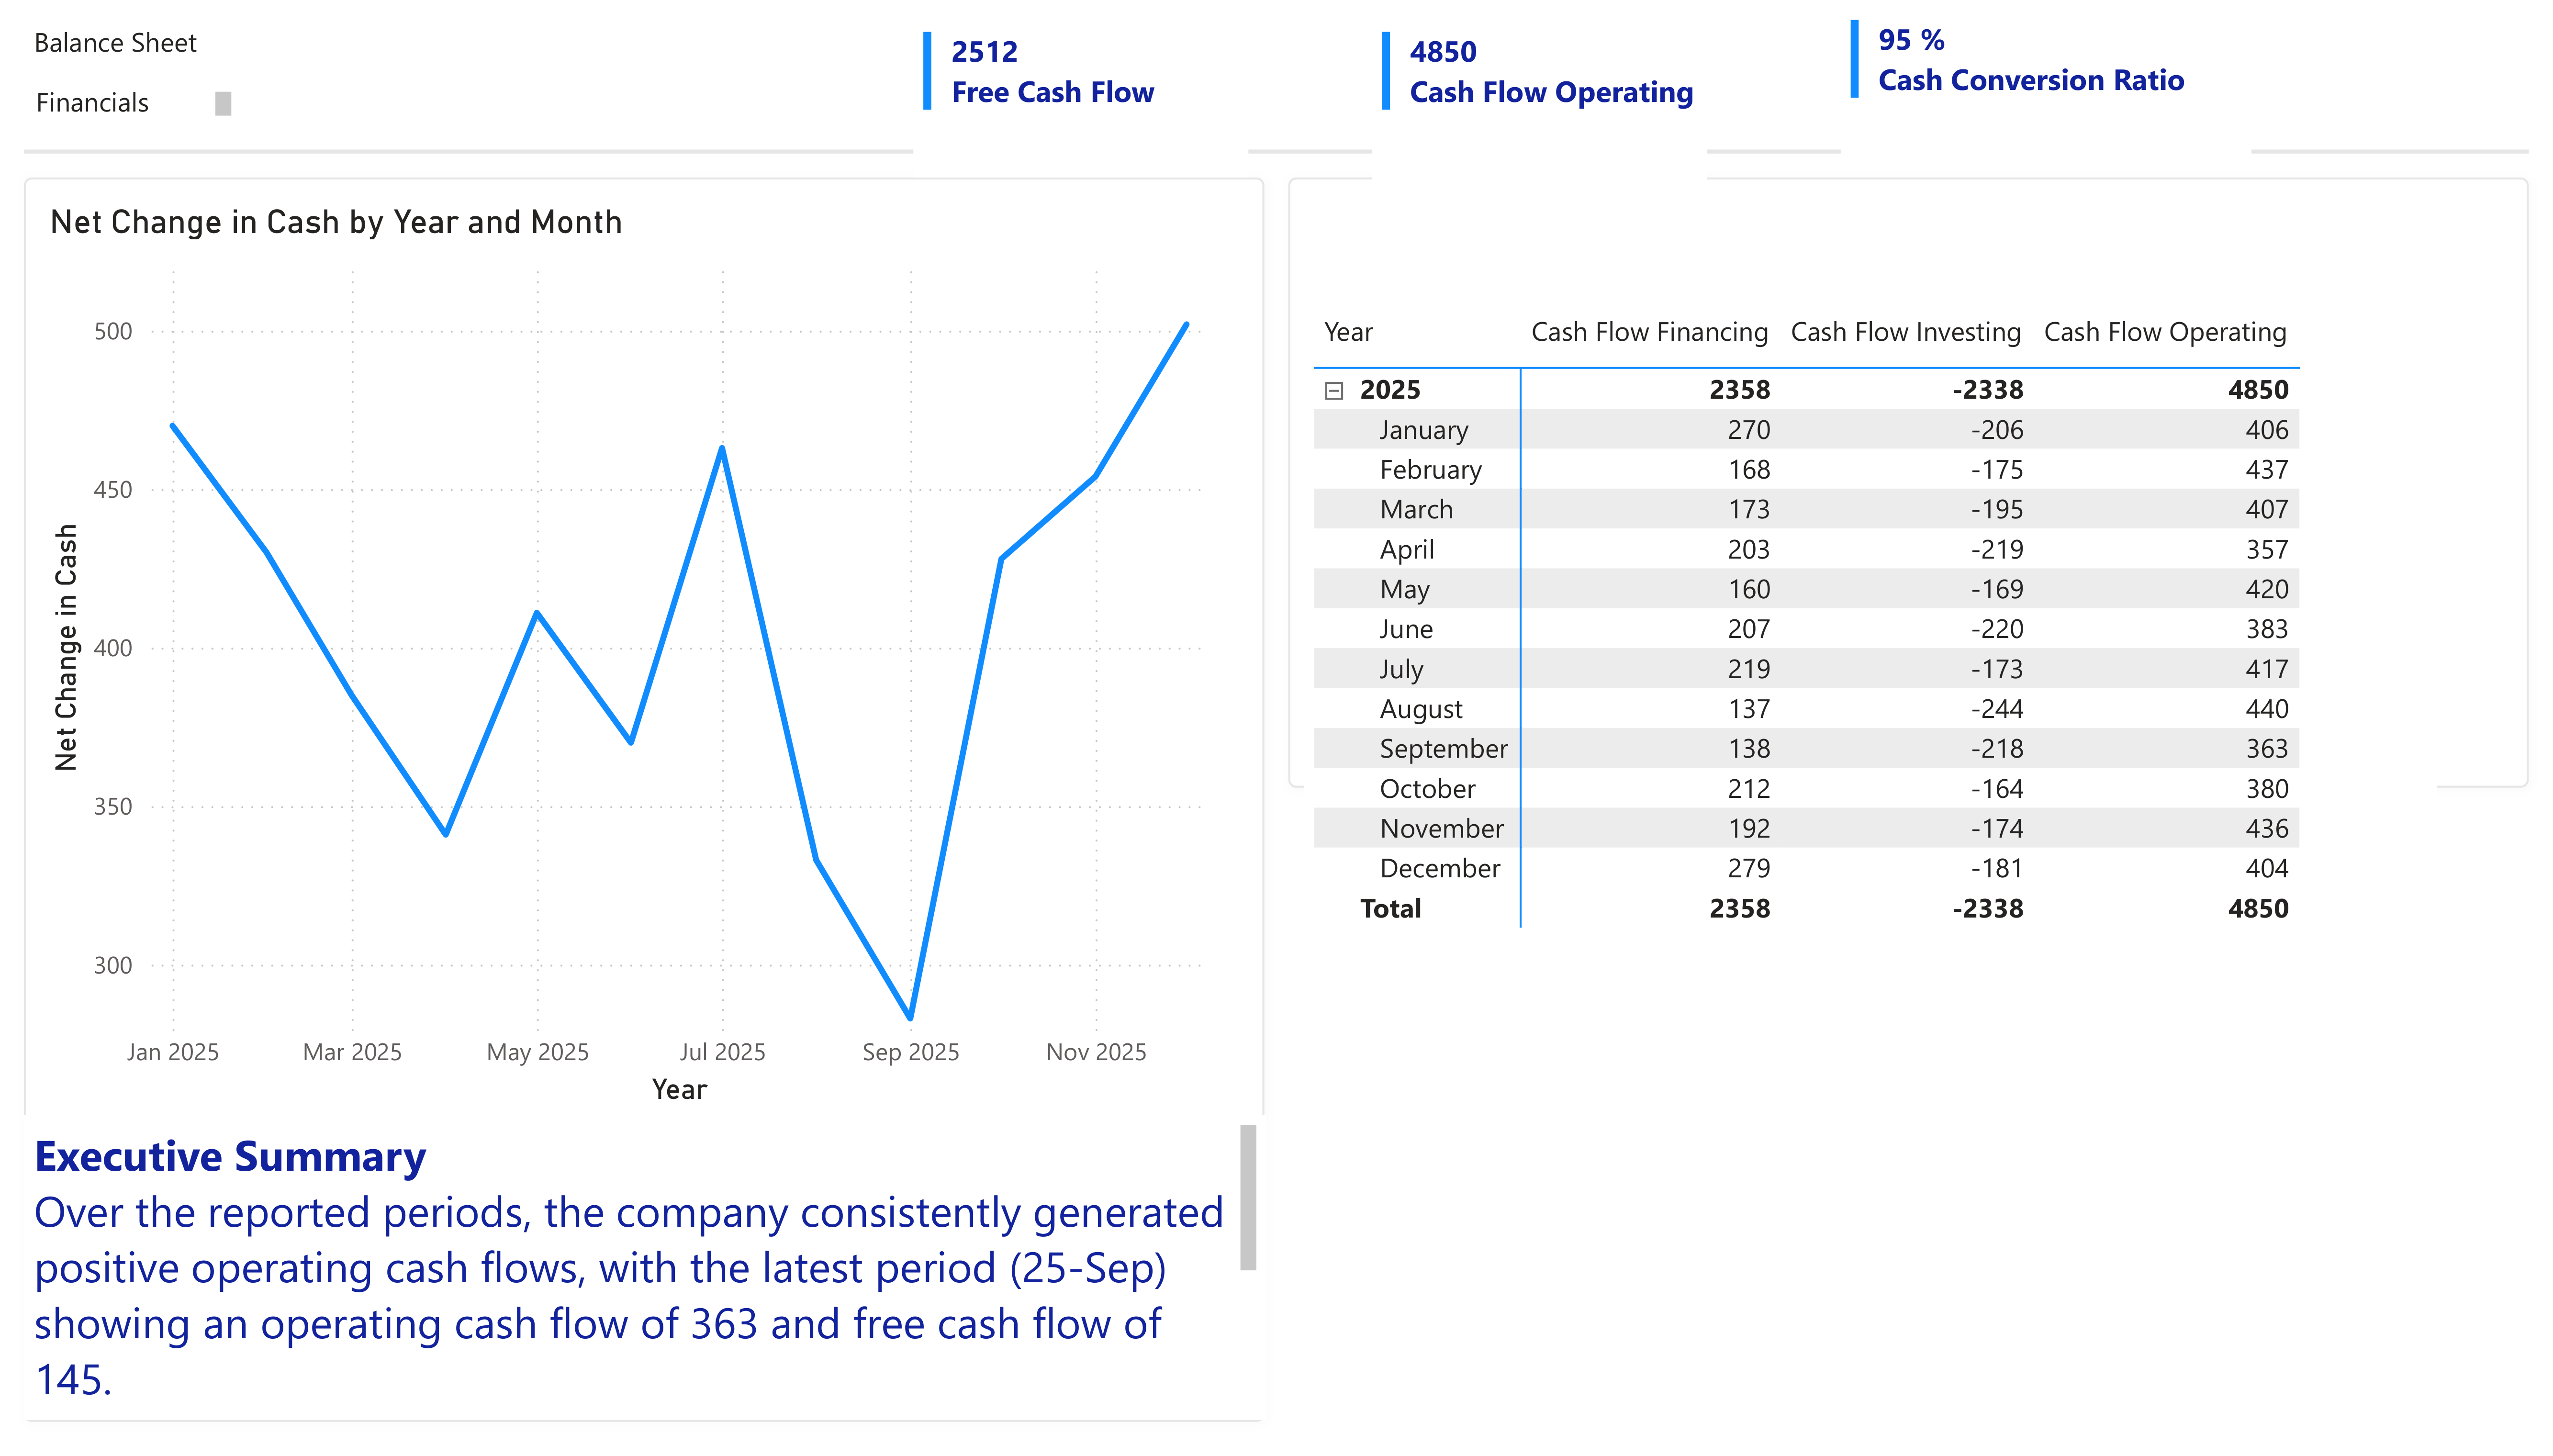 Balance Sheet
Financials
2512
Free Cash Flow
4850
Cash Flow Operating
95 %
Cash Conversion Ratio
Net Change in Cash by Year and Month
Net Change in Cash
500
450
400
350
300
Jan 2025 Mar 2025 May 2025 Jul 2025 Sep 2025 Nov 2025
Year
Year Cash Flow Financing Cash Flow Investing Cash Flow Operating
2025 2358 -2338 4850
January 270 -206 406
February 168 -175 437
March 173 -195 407
April 203 -219 357
May 160 -169 420
June 207 -220 383
July 219 -173 417
August 137 -244 440
September 138 -218 363
October 212 -164 380
November 192 -174 436
December 279 -181 404
Total 2358 -2338 4850
Executive Summary
Over the reported periods, the company consistently generated
positive operating cash flows, with the latest period (25-Sep)
showing an operating cash flow of 363 and free cash flow of
145.